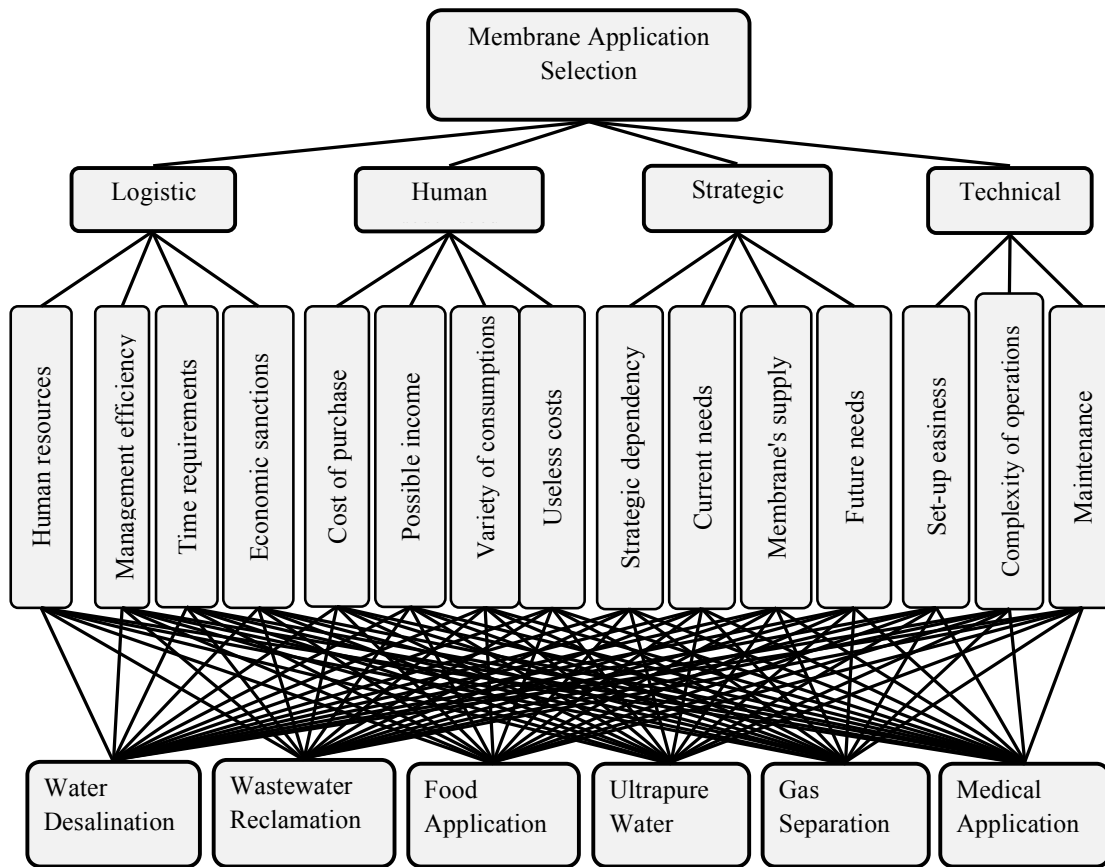 Membrane Application
Selection
Logistic
Human
Strategic
Technical
Human resources
Management efficiency
Time requirements
Economic sanctions
Cost of purchase
Possible income
Variety of consumptions
Useless costs
Strategic dependency
Current needs
Membrane's supply
Future needs
Set-up easiness
Complexity of operations
Maintenance
Water
Desalination
Wastewater
Reclamation
Food
Application
Ultrapure
Water
Gas
Separation
Medical
Application